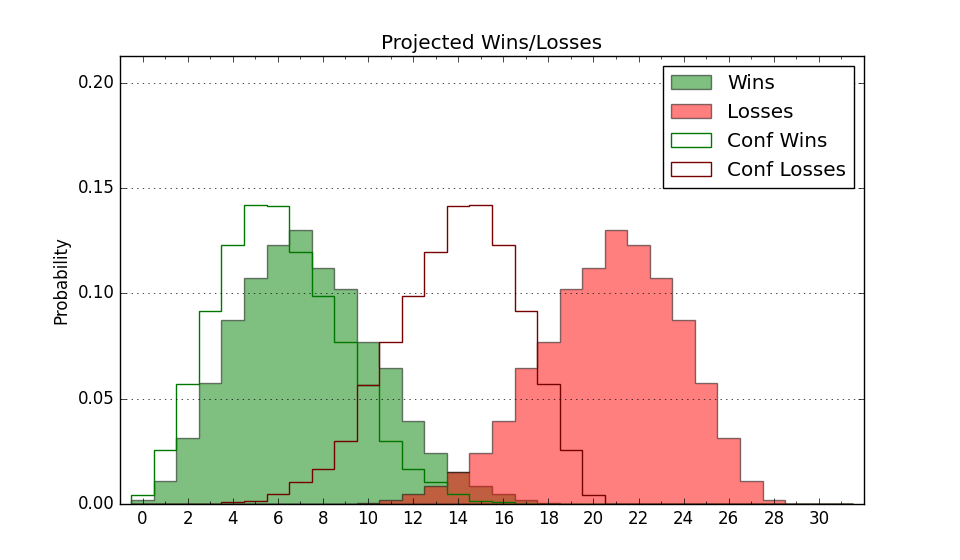 Projected Wins/Losses
Probability
0.20
0.15
0.10
0.05
0.00
0 2 4 6 8 10 12 14 16 18 20 22 24 26 28 30
Wins
Losses
Conf Wins
Conf Losses